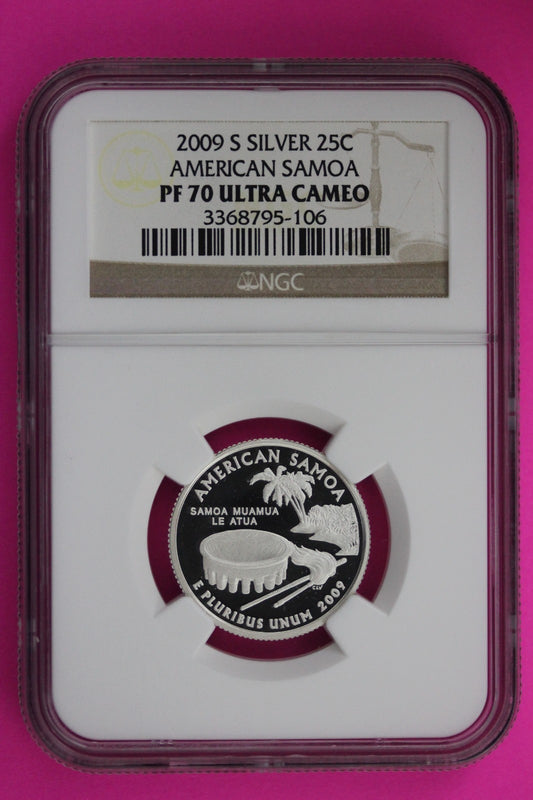 2009 S SILVER 25C
AMERICAN SAMOA
PF 70 ULTRA CAMEO
3368795-106
NGC
AMERICAN SAMOA
SAMOA MUAMUA
LE ATUA
E PLURIBUS UNUM 2009